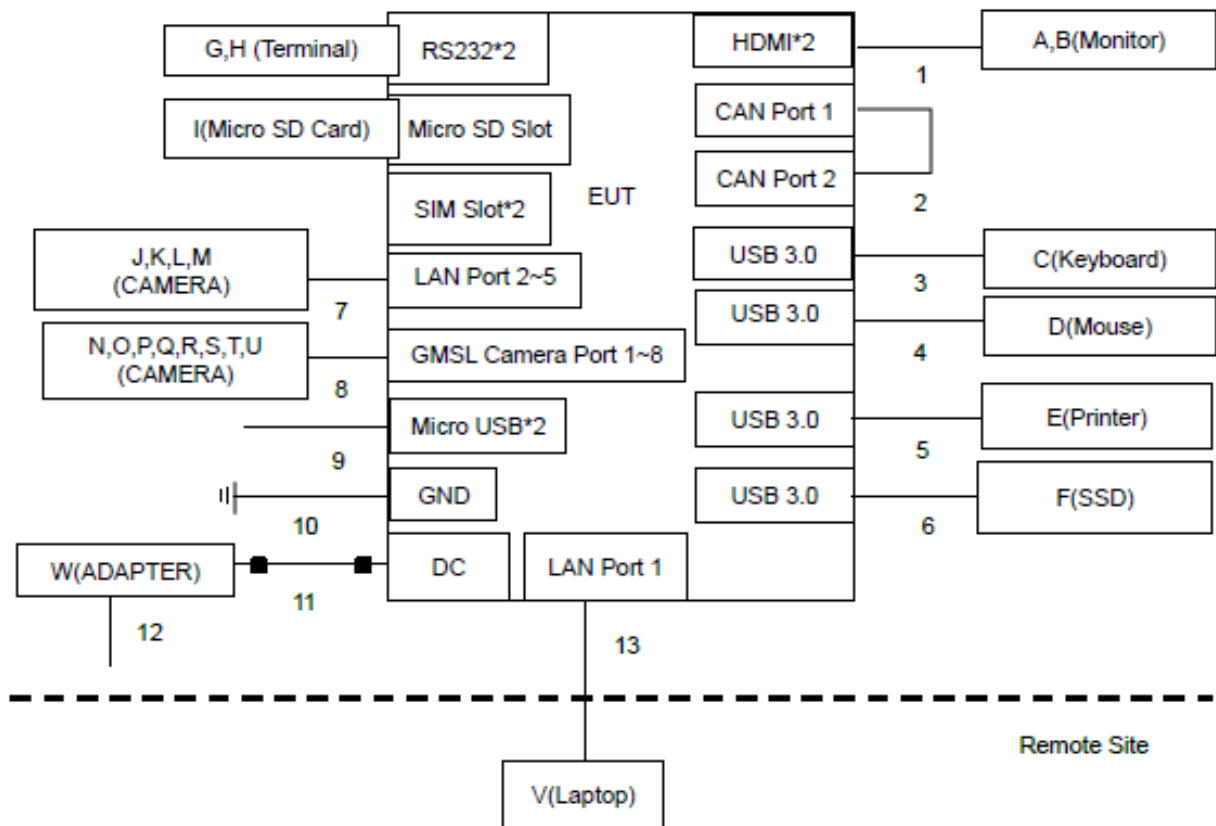 G,H (Terminal)
RS232*2
HDMI*2
A,B(Monitor)
1
I(Micro SD Card)
Micro SD Slot
CAN Port 1
CAN Port 2
2
SIM Slot*2
EUT
J,K,L,M
(CAMERA)
7
LAN Port 2~5
USB 3.0
3
C(Keyboard)
USB 3.0
4
D(Mouse)
N,O,P,Q,R,S,T,U
(CAMERA)
8
GMSL Camera Port 1~8
Micro USB*2
9
USB 3.0
5
E(Printer)
GND
10
USB 3.0
6
F(SSD)
W(ADAPTER)
11
DC
LAN Port 1
12
13
Remote Site
V(Laptop)